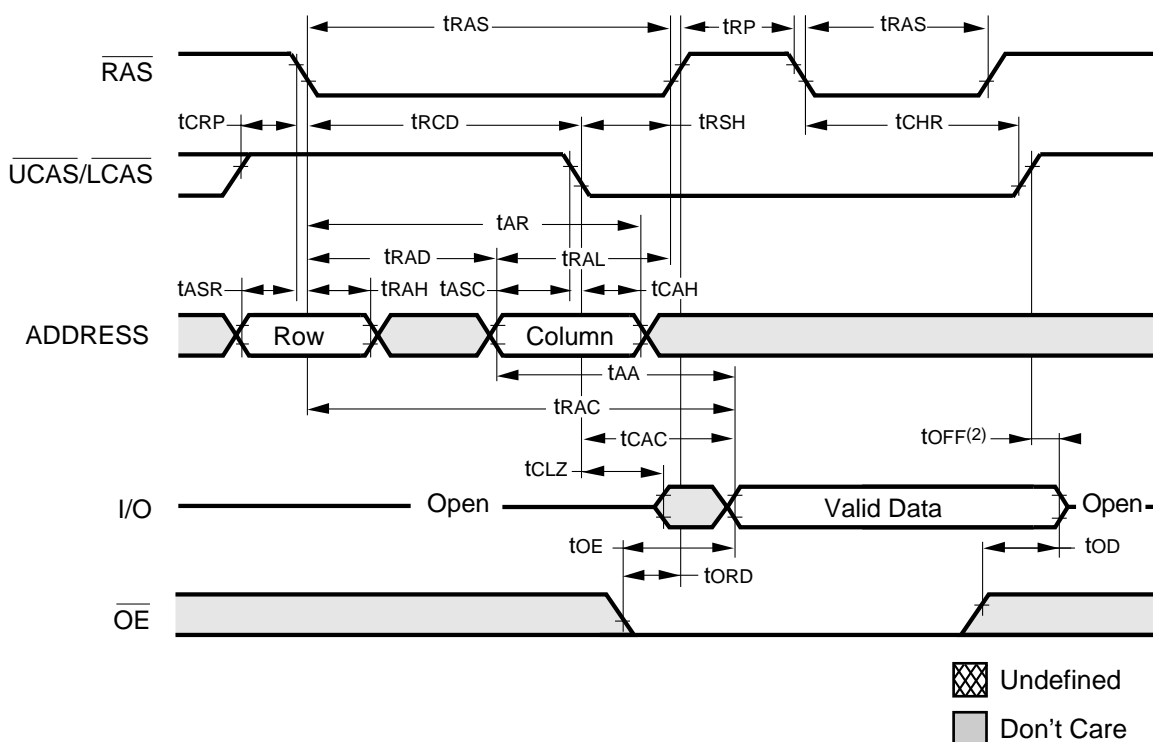 tRAS tRP tRAS
RAS
tCRP tRCD tRSH tCHR
UCAS/LCAS
tAR
tRAD tRAL
tASR tRAH tASC tCAH
ADDRESS Row Column
tAA
tRAC
tCAC tOFF(2)
tCLZ
I/O Open Valid Data Open
tOE tOD
tORD
OE
Undefined
Don't Care